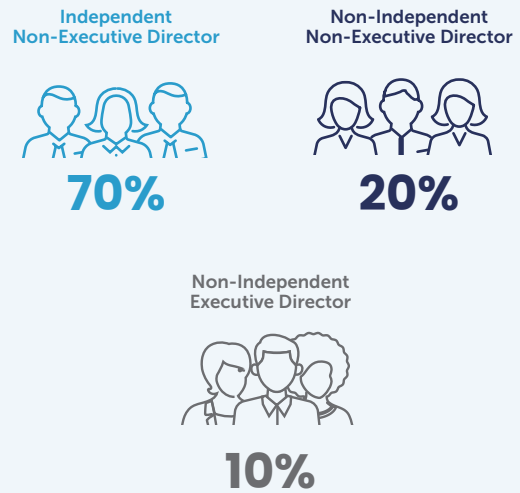 Independent
Non-Executive Director
70%
Non-Independent
Non-Executive Director
20%
Non-Independent
Executive Director
10%